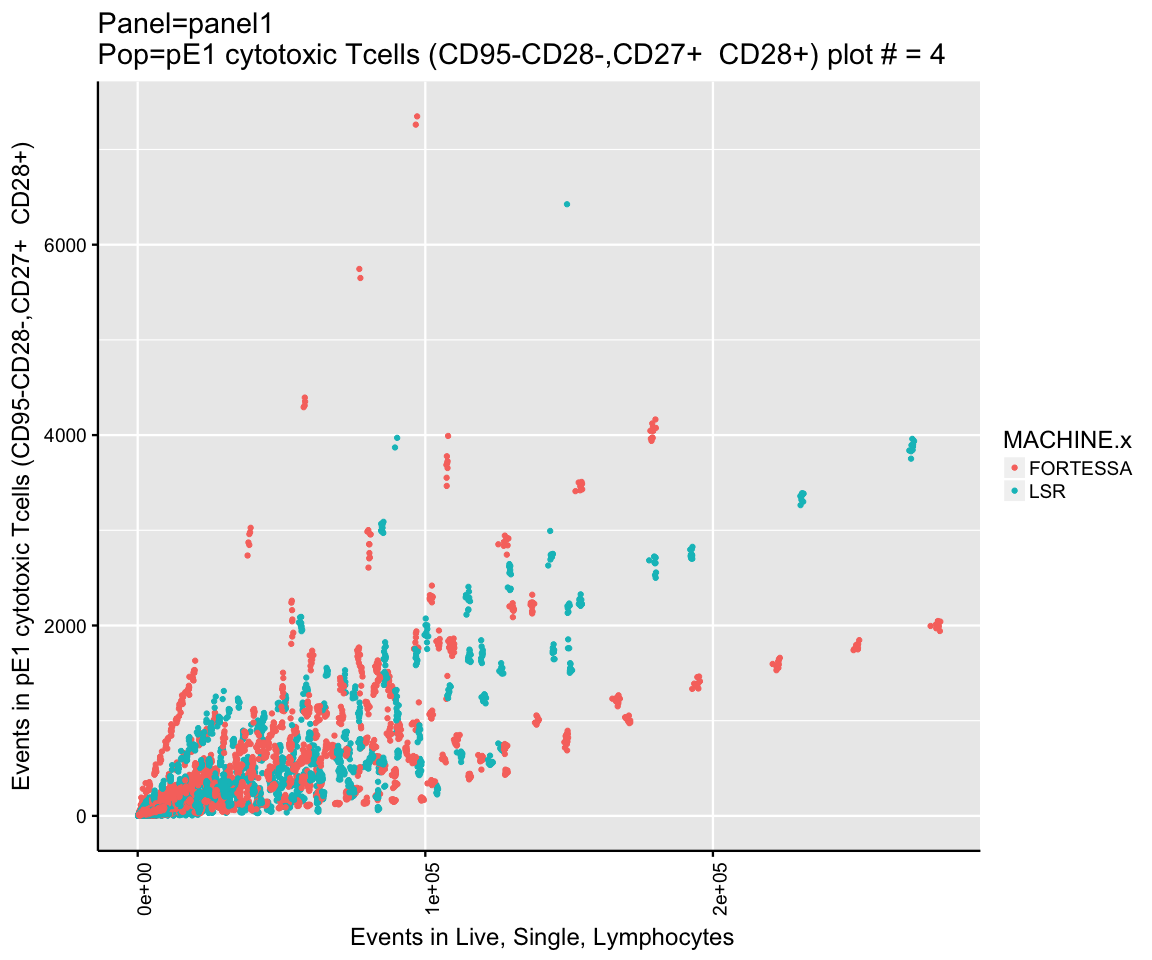 Panel=panel1
Pop=pE1 cytotoxic Tcells (CD95-CD28-,CD27+  CD28+) plot # = 4
Events in pE1 cytotoxic Tcells (CD95-CD28-,CD27+  CD28+)
6000
4000
2000
0
0e+00
1e+05
2e+05
Events in Live, Single, Lymphocytes
MACHINE.x
FORTESSA
LSR